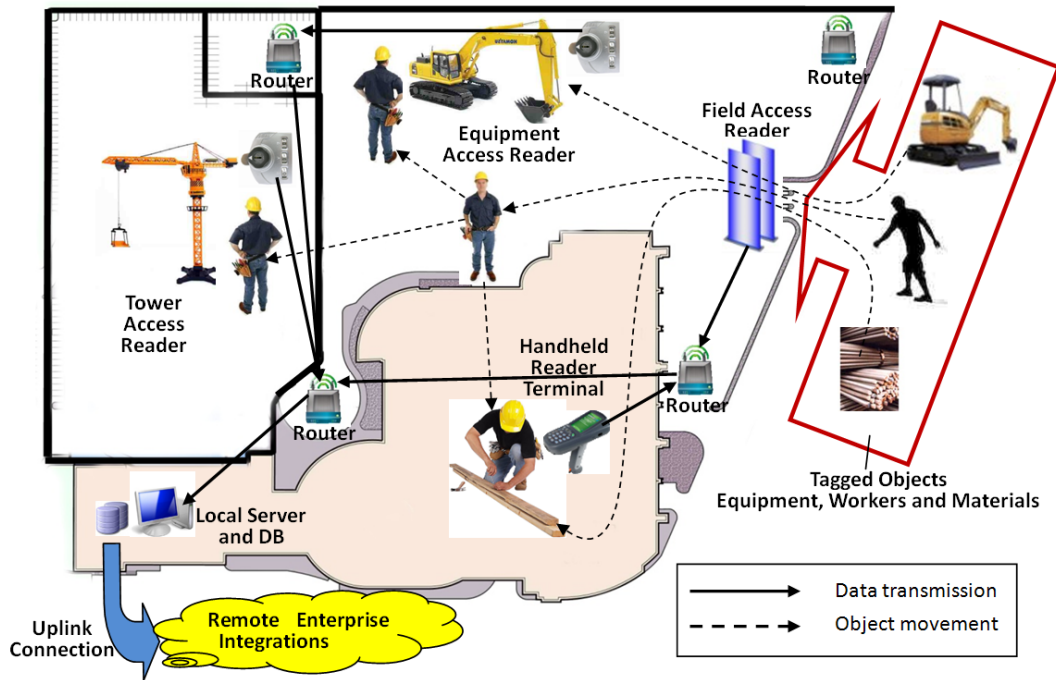 Router
Router
Field Access
Reader
Equipment
Access Reader
Tower
Access
Reader
Handheld
Reader
Terminal
Router
Router
Tagged Objects
Equipment, Workers and Materials
Local Server
and DB
Uplink
Connection
Remote Enterprise
Integrations
Data transmission
Object movement